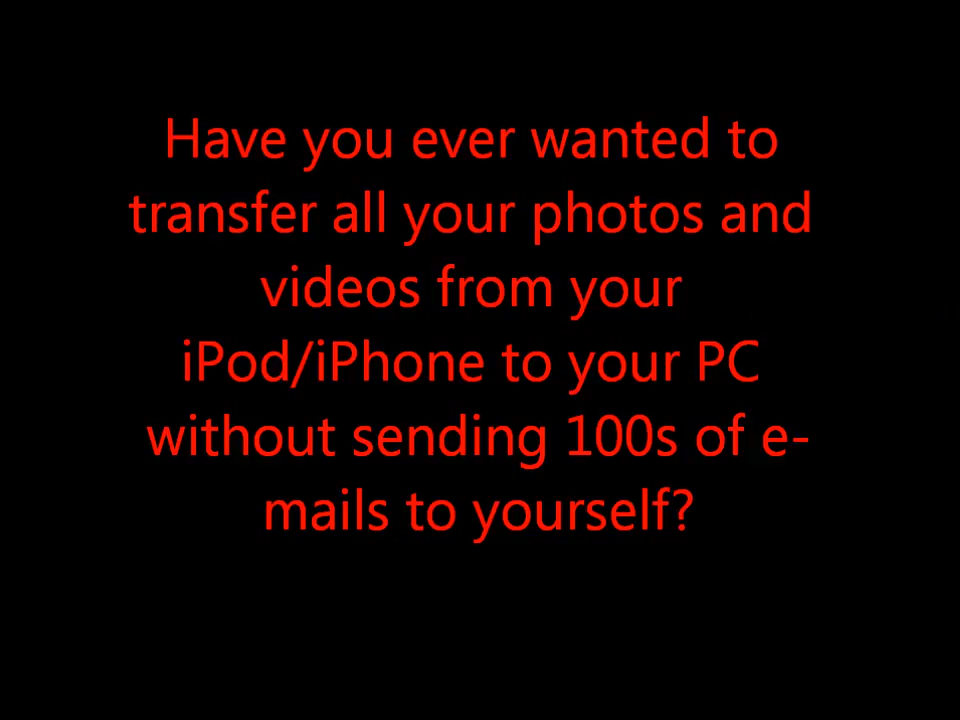 Have you ever wanted to
transfer all your photos and
videos from your
iPod/iPhone to your PC
without sending 100s of e-
mails to yourself?